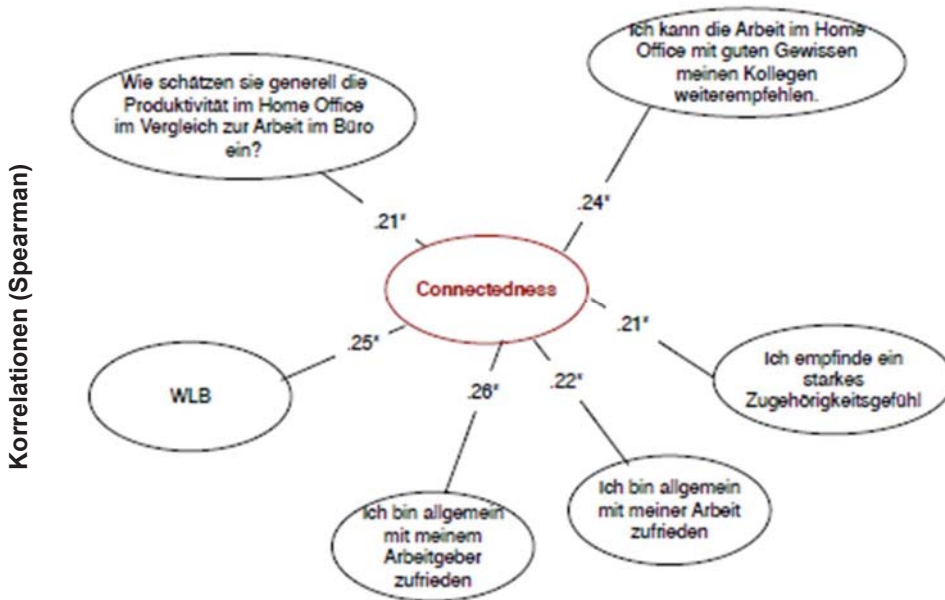 Korrelationen (Spearman)
Wie schätzen sie generell die
Produktivität im Home Office
im Vergleich zur Arbeit im Büro
ein?
Ich kann die Arbeit im Home
Office mit guten Gewissen
meinen Kollegen
weiterempfehlen.
.21*
.24*
Connectedness
.25*
.21*
WLB
.26*
.22*
Ich empfinde ein
starkes
Zugehörigkeitsgefühl
Ich bin allgemein
mit meinem
Arbeitgeber
zufrieden
Ich bin allgemein
mit meiner Arbeit
zufrieden